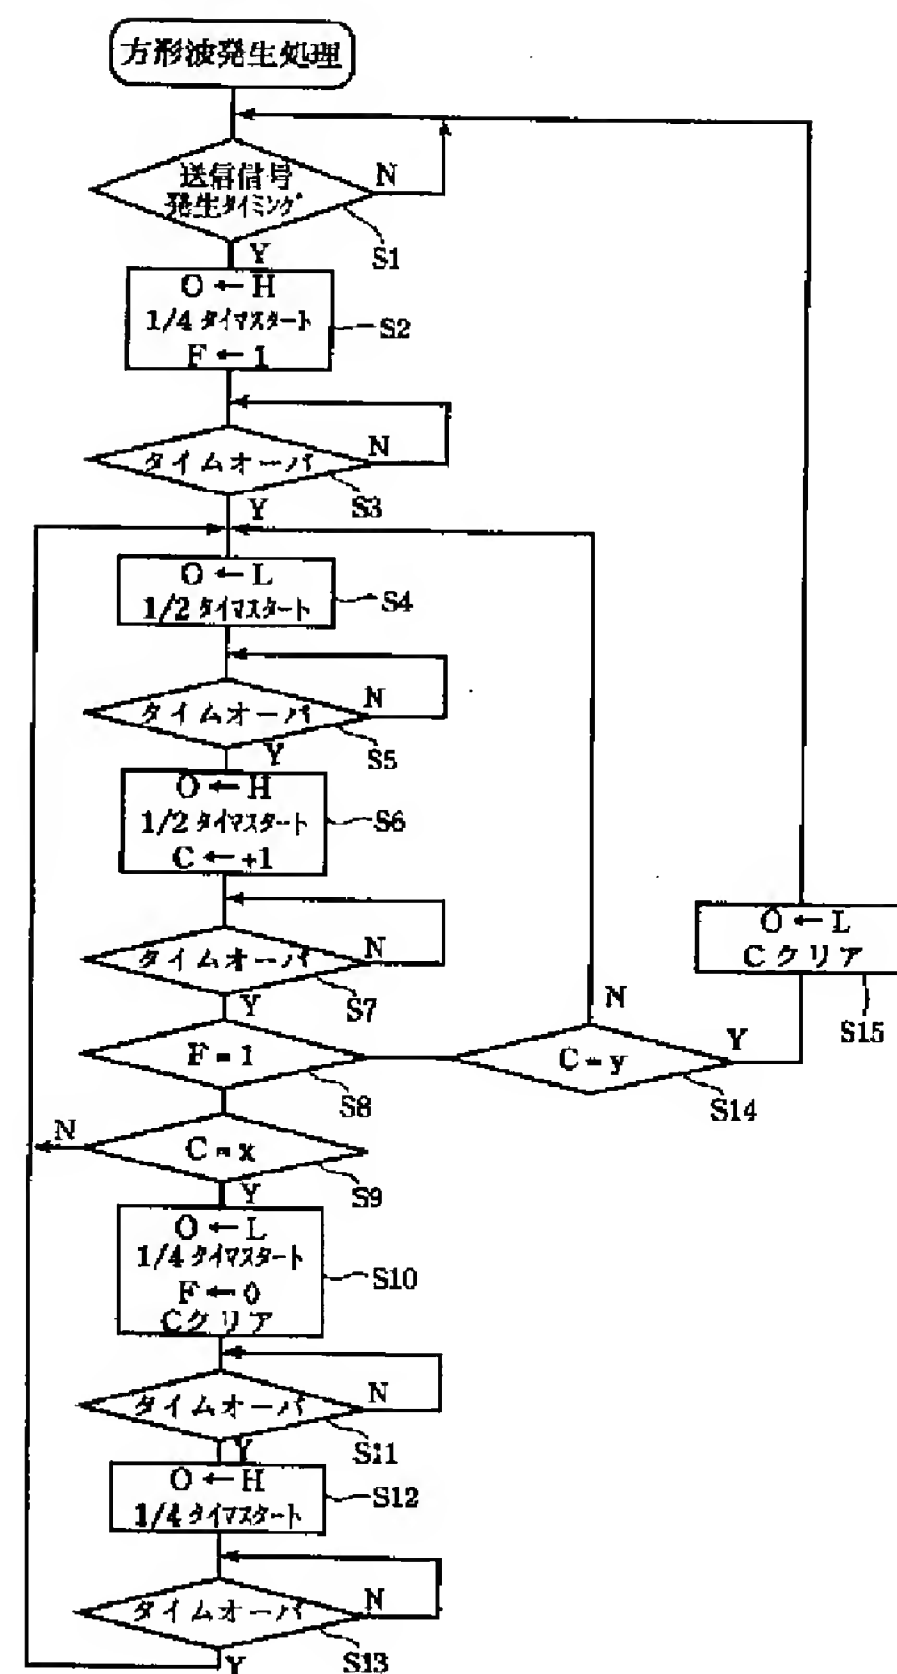 方形波発生処理
送信信号
発生タイミング
N
S1
Y
O ← H
1/4 タイマスタート
F ← 1
S2
タイムオーバ
N
S3
Y
O ← L
1/2 タイマスタート
S4
タイムオーバ
N
S5
Y
O ← H
1/2 タイマスタート
C ← +1
S6
タイムオーバ
N
S7
Y
F = 1
S8
C = y
N
Y
S14
O ← L
Cクリア
S15
C = x
N
S9
Y
O ← L
1/4 タイマスタート
F ← 0
Cクリア
S10
タイムオーバ
N
S11
Y
O ← H
1/4 タイマスタート
S12
タイムオーバ
N
S13
Y